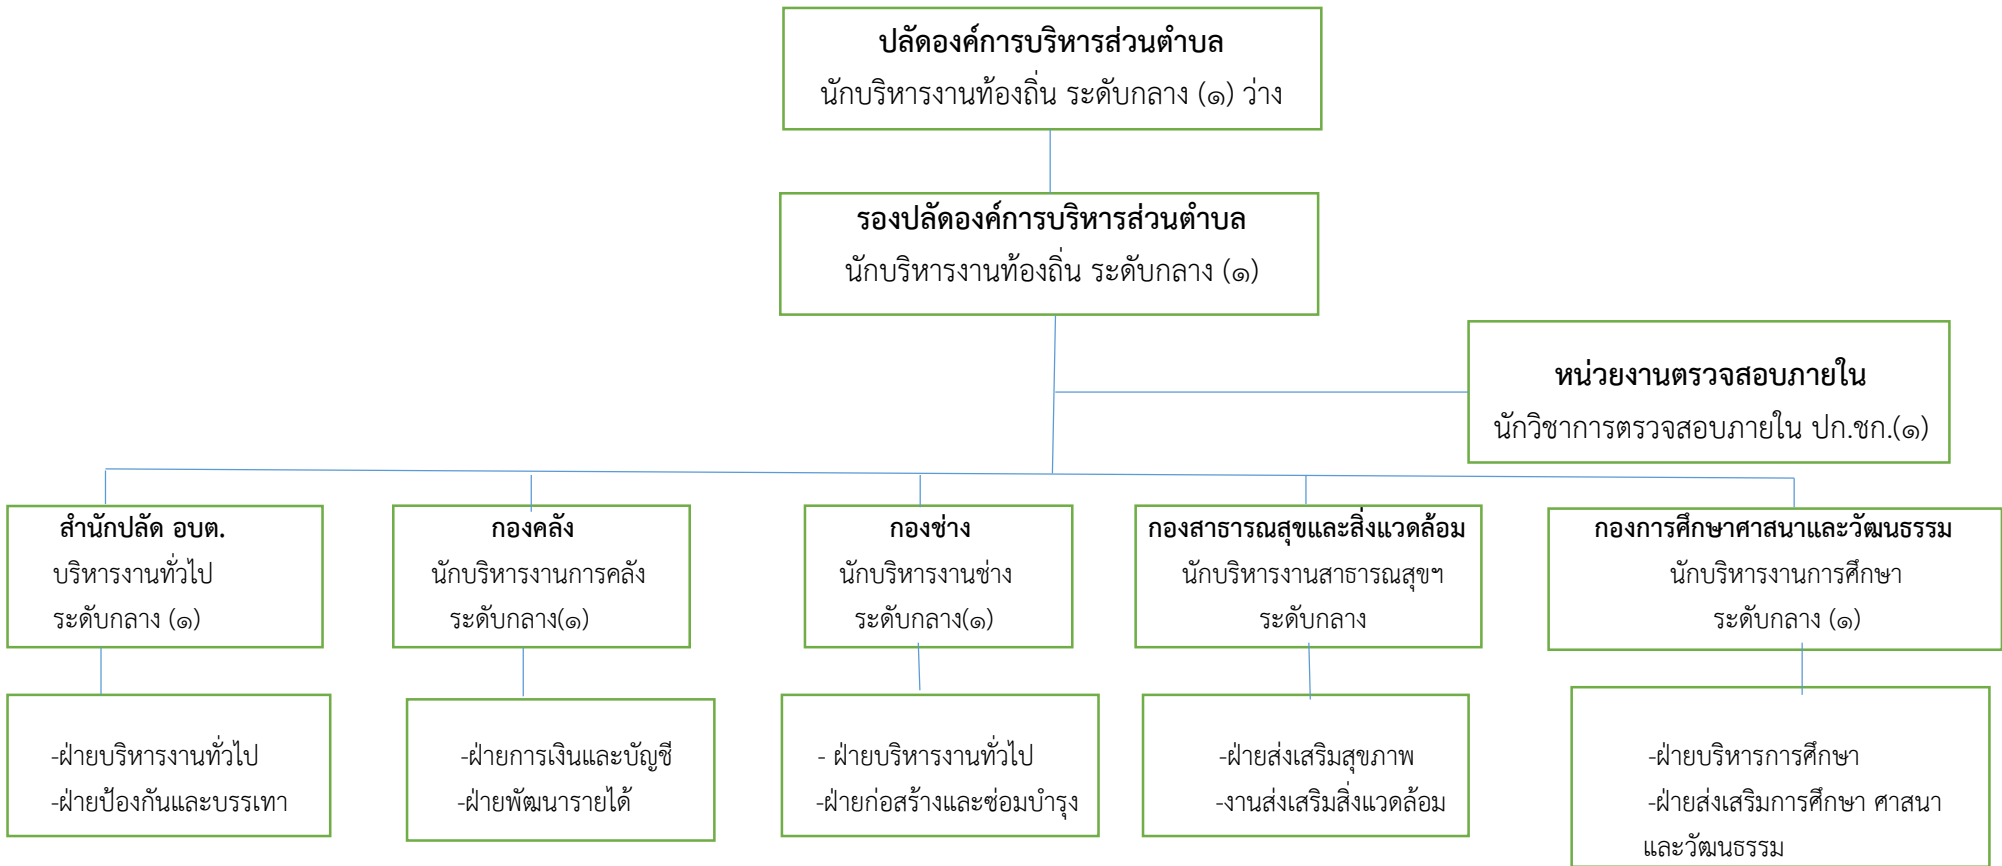 ปลัดองค์การบริหารส่วนตำบล
นักบริหารงานท้องถิ่น ระดับกลาง (๑) ว่าง
รองปลัดองค์การบริหารส่วนตำบล
นักบริหารงานท้องถิ่น ระดับกลาง (๑)
หน่วยงานตรวจสอบภายใน
นักวิชาการตรวจสอบภายใน ปก.ชก.(๑)
สำนักปลัด อบต.
บริหารงานทั่วไป
ระดับกลาง (๑)
กองคลัง
นักบริหารงานการคลัง
ระดับกลาง(๑)
กองช่าง
นักบริหารงานช่าง
ระดับกลาง(๑)
กองสาธารณสุขและสิ่งแวดล้อม
นักบริหารงานสาธารณสุขฯ
ระดับกลาง
กองการศึกษาศาสนาและวัฒนธรรม
นักบริหารงานการศึกษา
ระดับกลาง (๑)
-ฝ่ายบริหารงานทั่วไป
-ฝ่ายป้องกันและบรรเทา
-ฝ่ายการเงินและบัญชี
-ฝ่ายพัฒนารายได้
- ฝ่ายบริหารงานทั่วไป
-ฝ่ายก่อสร้างและซ่อมบำรุง
-ฝ่ายส่งเสริมสุขภาพ
-งานส่งเสริมสิ่งแวดล้อม
-ฝ่ายบริหารการศึกษา
-ฝ่ายส่งเสริมการศึกษา ศาสนา
และวัฒนธรรม